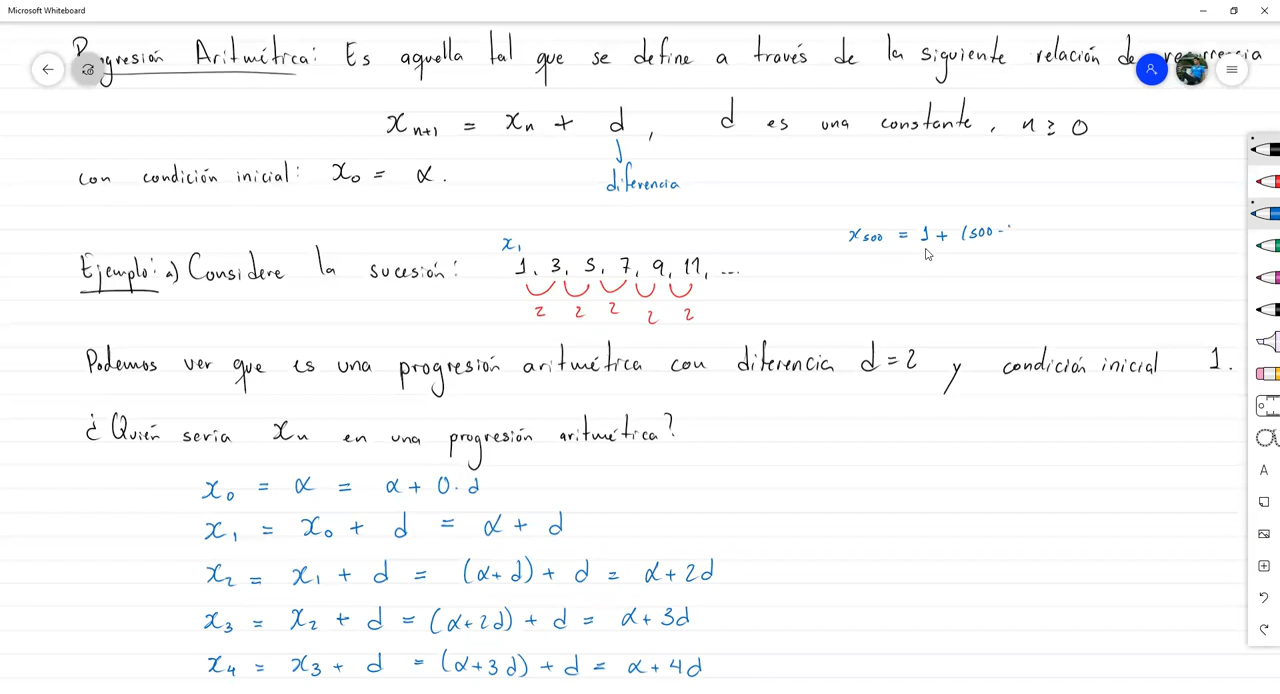 Microsoft Whiteboard
Progresión Aritmética: Es aquella tal que se define a través de la siguiente relación de recurrencia
x_{n+1} = x_n + d, d es una constante, n ≥ 0
diferencia
con condición inicial: x_0 = α.
x_{500} = 1 + (500 -
x_1
Ejemplo: a) Considere la sucesión: 1, 3, 5, 7, 9, 11, ...
2 2 2 2 2
Podemos ver que es una progresión aritmética con diferencia d = 2 y condición inicial 1.
¿Quién sería x_n en una progresión aritmética?
x_0 = α = α + 0·d
x_1 = x_0 + d = α + d
x_2 = x_1 + d = (α+d) + d = α + 2d
x_3 = x_2 + d = (α+2d) + d = α + 3d
x_4 = x_3 + d = (α+3d) + d = α + 4d